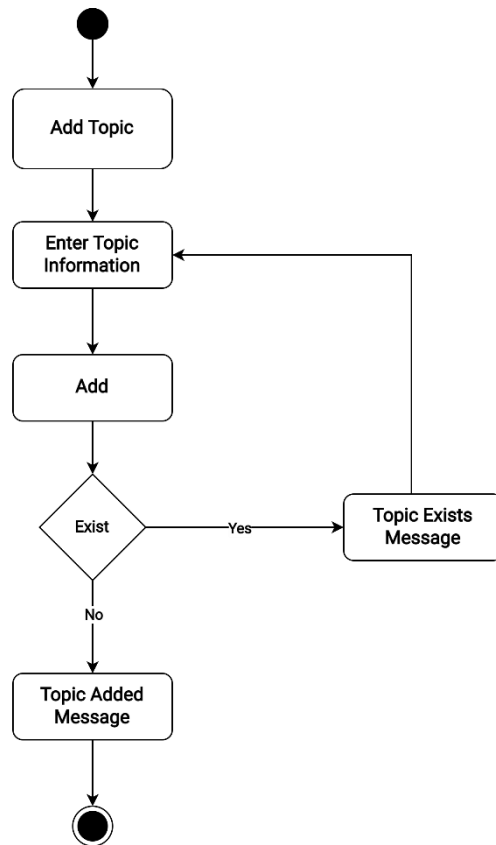 Add Topic
Enter Topic
Information
Add
Exist
Yes
Topic Exists
Message
No
Topic Added
Message